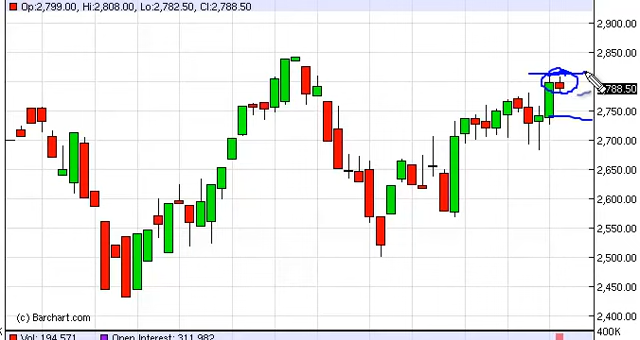 Op:2,799.00, Hi:2,808.00, Lo:2,782.50, Cl:2,788.50
2,900.00
2,850.00
2,800.00
788.50
2,750.00
2,700.00
2,650.00
2,600.00
2,550.00
2,500.00
2,450.00
2,400.00
(c) Barchart.com
400K
Vol: 194,571
Open Interest: 311,982